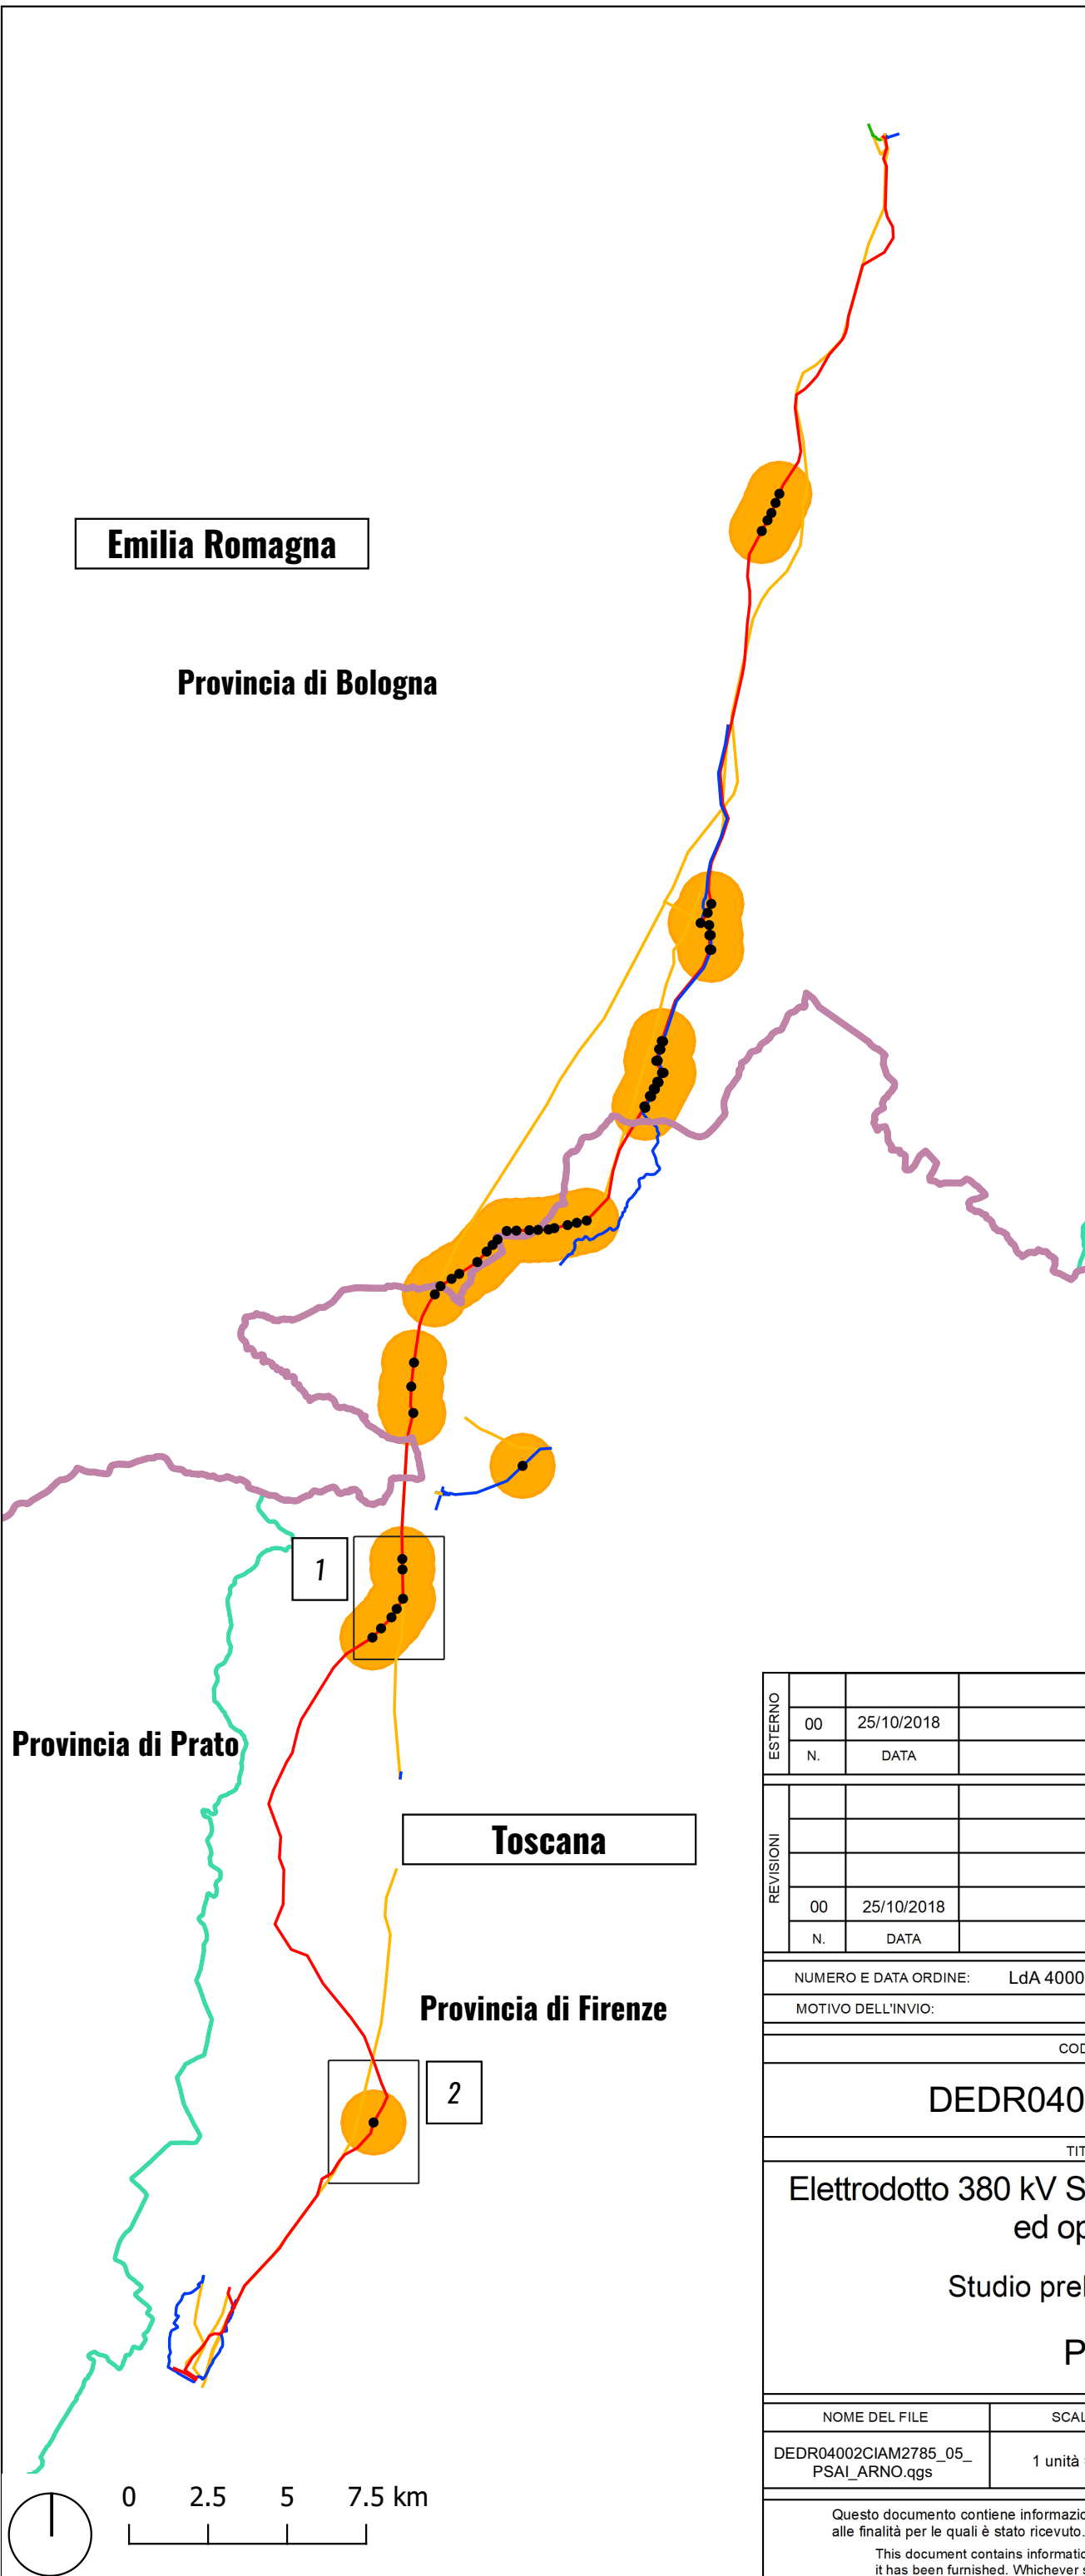 Emilia Romagna
Provincia di Bologna
1
Provincia di Prato
Toscana
Provincia di Firenze
2
0 2.5 5 7.5 km
ESTERNO
00 25/10/2018
N. DATA
REVISIONI
00 25/10/2018
N. DATA
NUMERO E DATA ORDINE: LdA 4000
MOTIVO DELL'INVIO:
DEDR040
Elettrodotto 380 kV S
ed op
Studio prel
P
NOME DEL FILE SCAL
DEDR04002CIAM2785_05_
PSAI_ARNO.qgs
1 unità
Questo documento contiene informazio
alle finalità per le quali è stato ricevuto.
This document contains informatio
it has been furnished. Whichever s